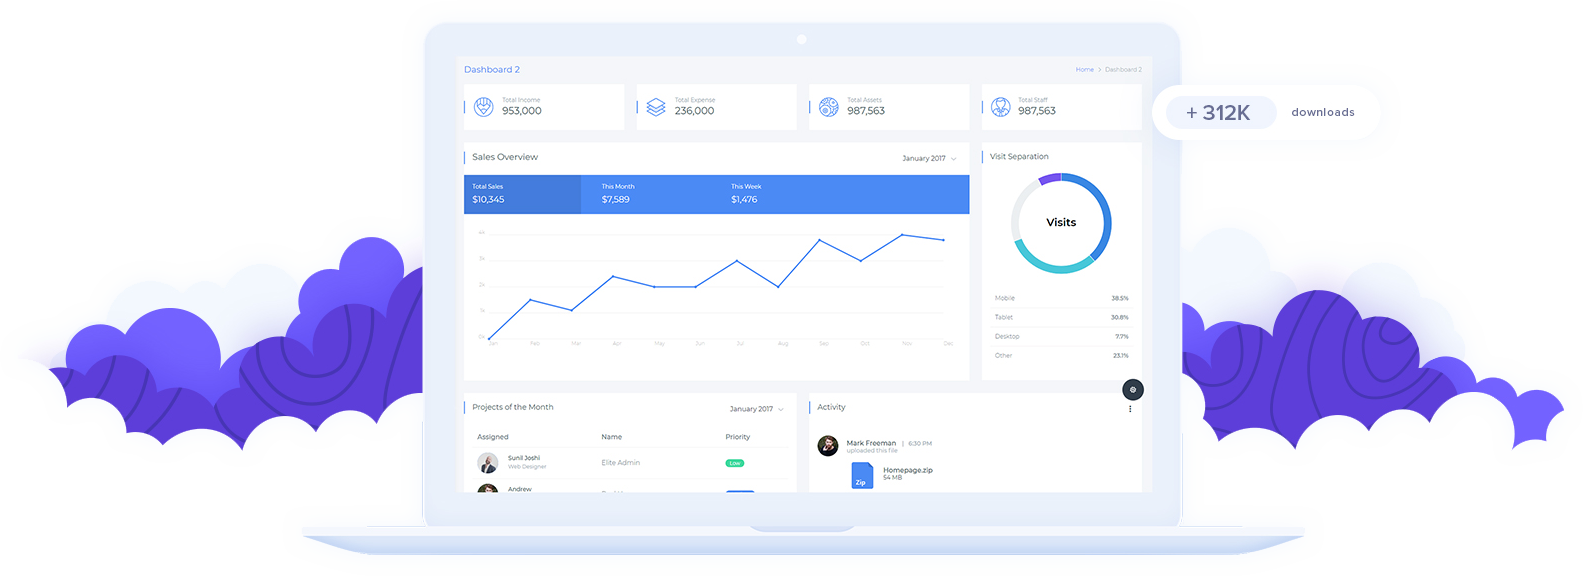 Dashboard 2
Home > Dashboard 2
Total Income
953,000
Total Expense
236,000
Total Assets
987,563
Total Staff
987,563
+ 312K downloads
Sales Overview
January 2017
Total Sales
$10,345
This Month
$7,589
This Week
$1,476
4k
3k
2k
1k
0k
Jan Feb Mar Apr May Jun Jul Aug Sep Oct Nov Dec
Visit Separation
Visits
Mobile 38.5%
Tablet 30.8%
Desktop 7.7%
Other 23.1%
Projects of the Month
January 2017
Assigned Name Priority
Sunil Joshi
Web Designer
Elite Admin
Low
Andrew
Activity
Mark Freeman | 6:30 PM
uploaded this file
Zip
Homepage.zip
54 MB